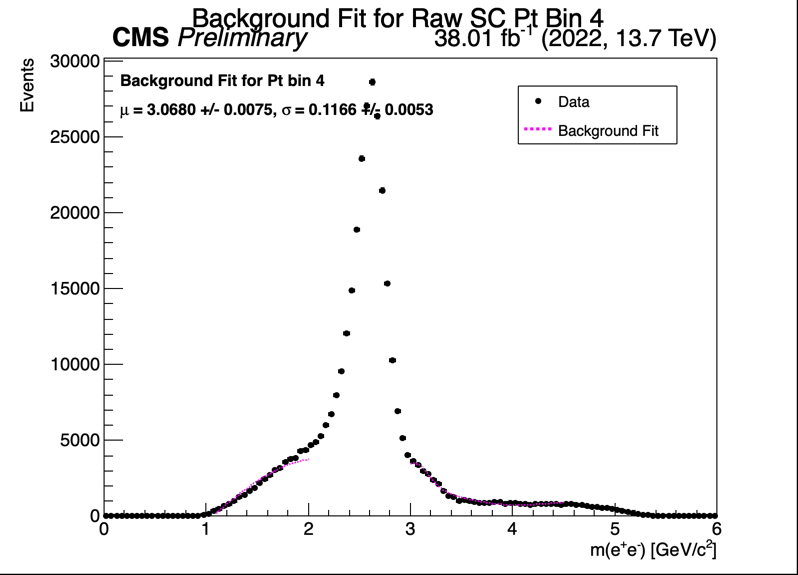 Background Fit for Raw SC Pt Bin 4
CMS Preliminary 38.01 fb⁻¹ (2022, 13.7 TeV)
Events
30000
25000
20000
15000
10000
5000
0
Background Fit for Pt bin 4
μ = 3.0680 +/- 0.0075, σ = 0.1166 +/- 0.0053
Data
Background Fit
0 1 2 3 4 5 6
m(e⁺e⁻) [GeV/c²]